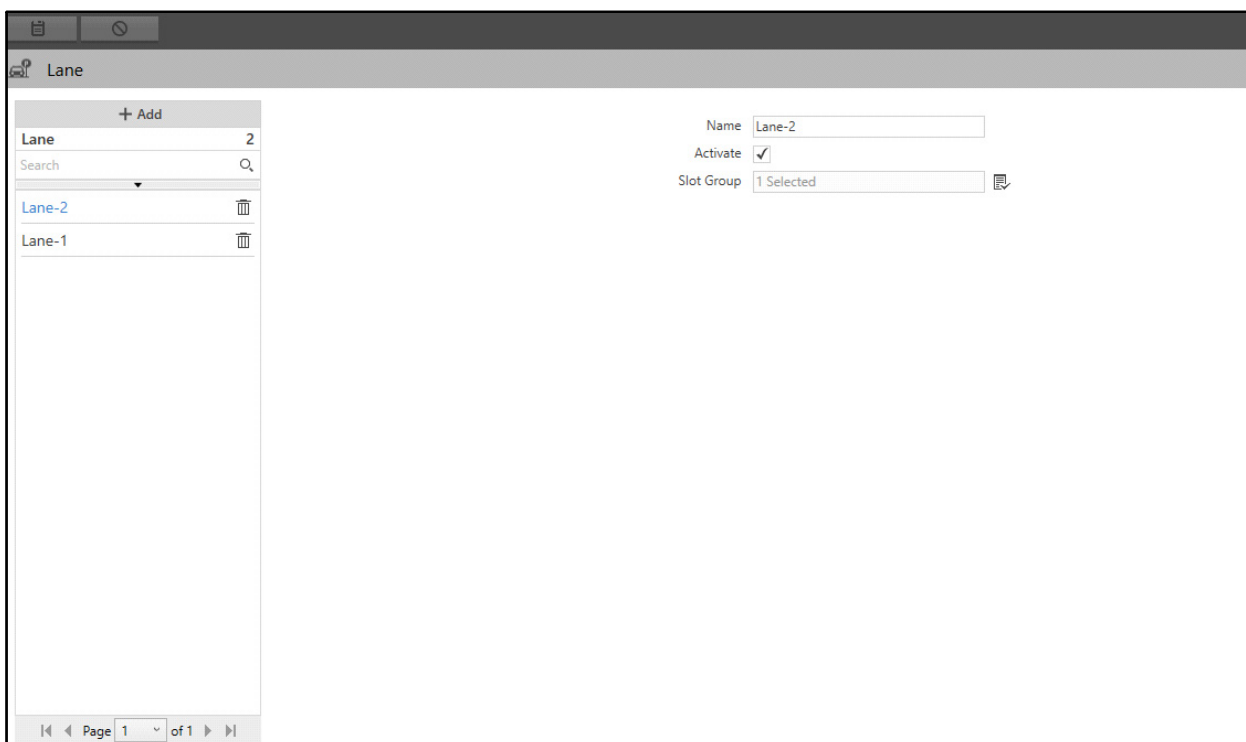 Lane
+ Add
Lane 2
Search
Lane-2
Lane-1
Page 1 of 1
Name Lane-2
Activate
Slot Group 1 Selected